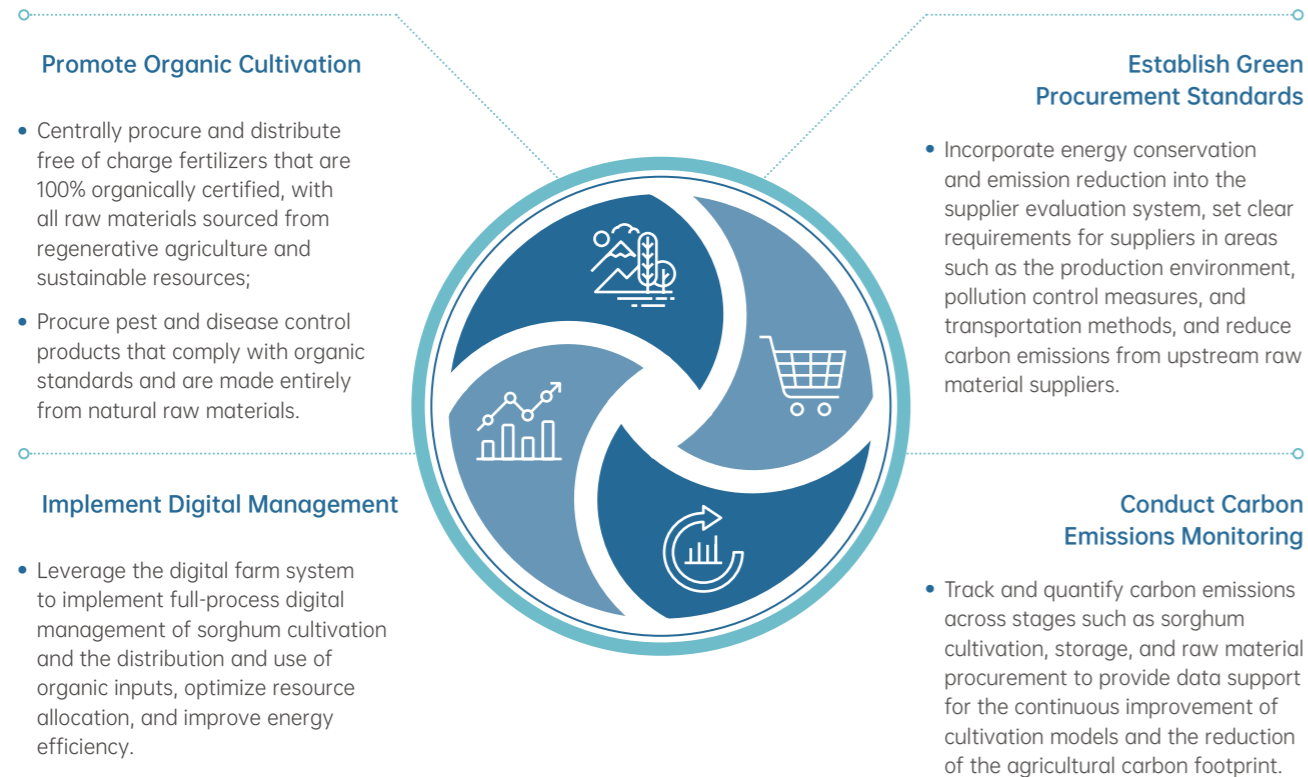 Promote Organic Cultivation
• Centrally procure and distribute
free of charge fertilizers that are
100% organically certified, with
all raw materials sourced from
regenerative agriculture and
sustainable resources;
• Procure pest and disease control
products that comply with organic
standards and are made entirely
from natural raw materials.
Establish Green
Procurement Standards
• Incorporate energy conservation
and emission reduction into the
supplier evaluation system, set clear
requirements for suppliers in areas
such as the production environment,
pollution control measures, and
transportation methods, and reduce
carbon emissions from upstream raw
material suppliers.
Implement Digital Management
• Leverage the digital farm system
to implement full-process digital
management of sorghum cultivation
and the distribution and use of
organic inputs, optimize resource
allocation, and improve energy
efficiency.
Conduct Carbon
Emissions Monitoring
• Track and quantify carbon emissions
across stages such as sorghum
cultivation, storage, and raw material
procurement to provide data support
for the continuous improvement of
cultivation models and the reduction
of the agricultural carbon footprint.